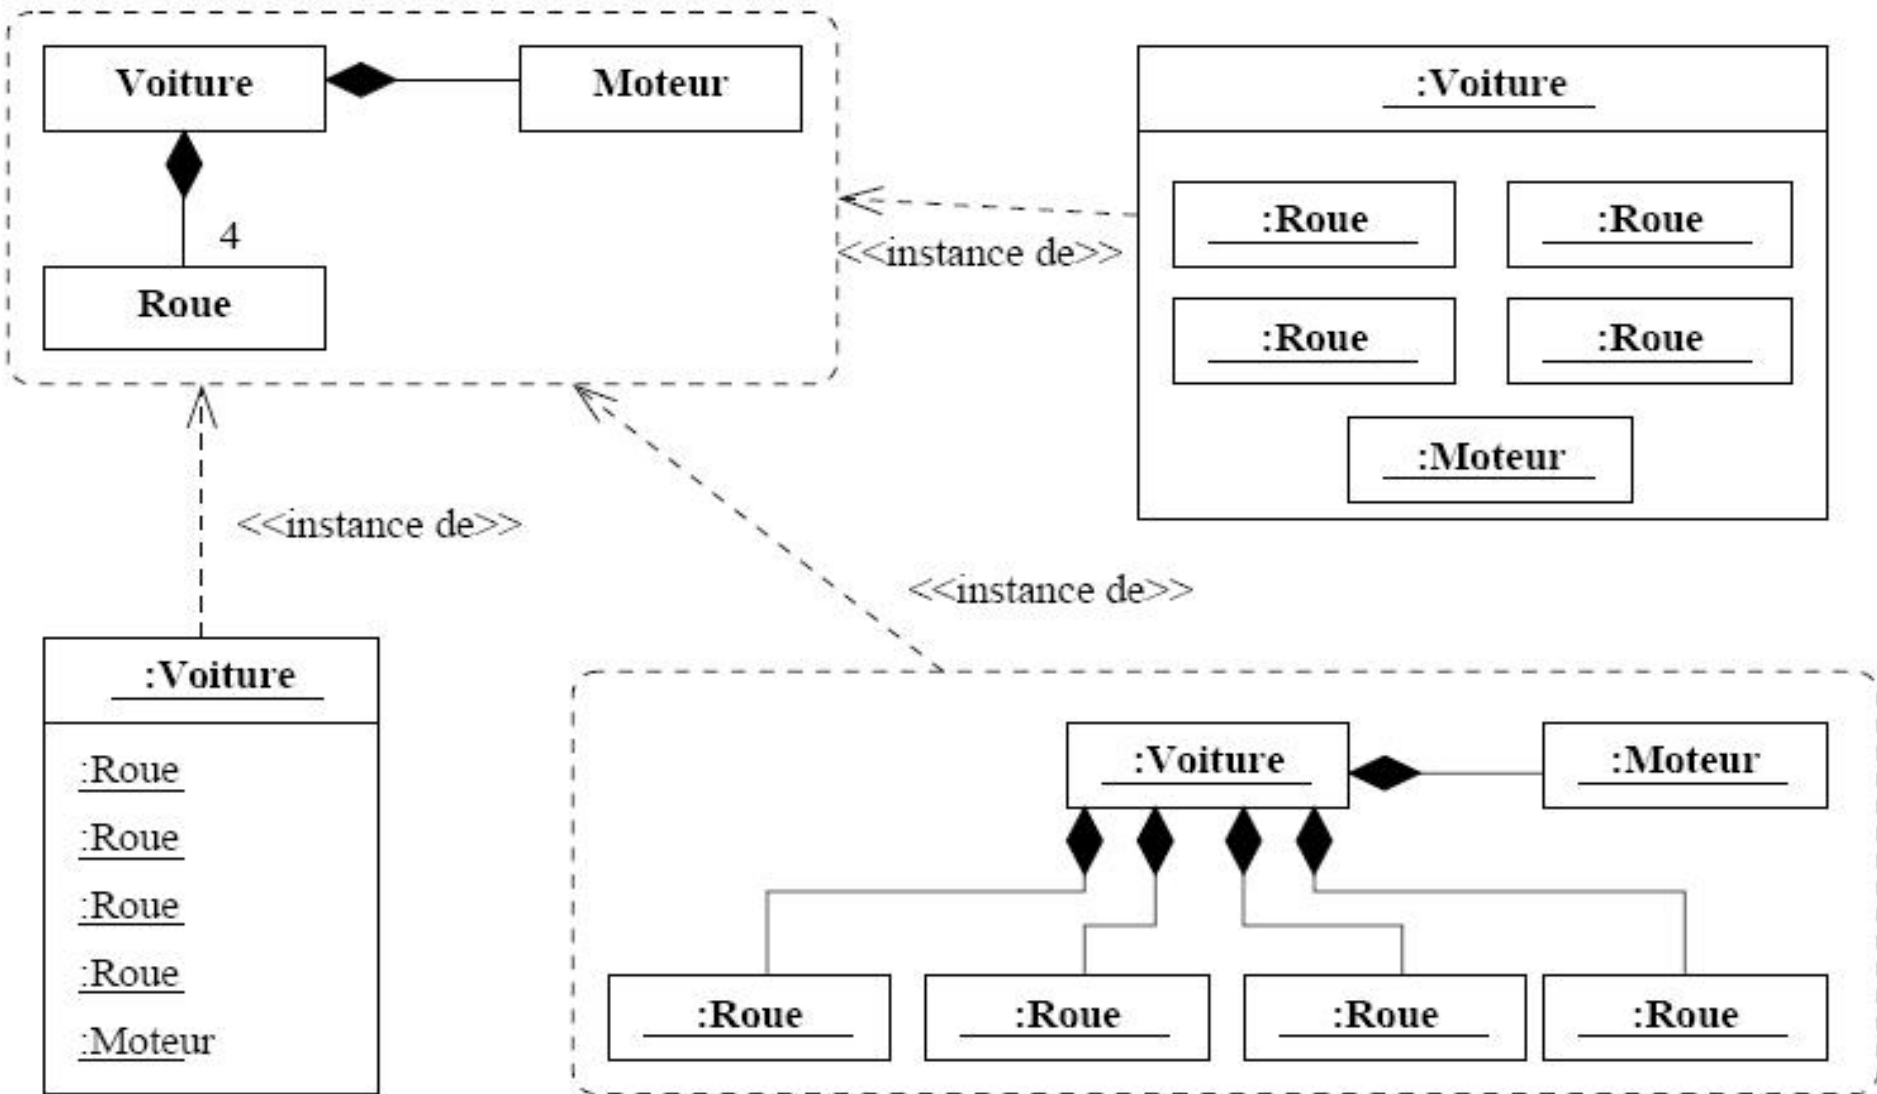 Voiture
Moteur
4
Roue
:Voiture
:Roue
:Roue
:Roue
:Roue
:Moteur
<<instance de>>
<<instance de>>
<<instance de>>
:Voiture
:Roue
:Roue
:Roue
:Roue
:Moteur
:Voiture
:Moteur
:Roue
:Roue
:Roue
:Roue